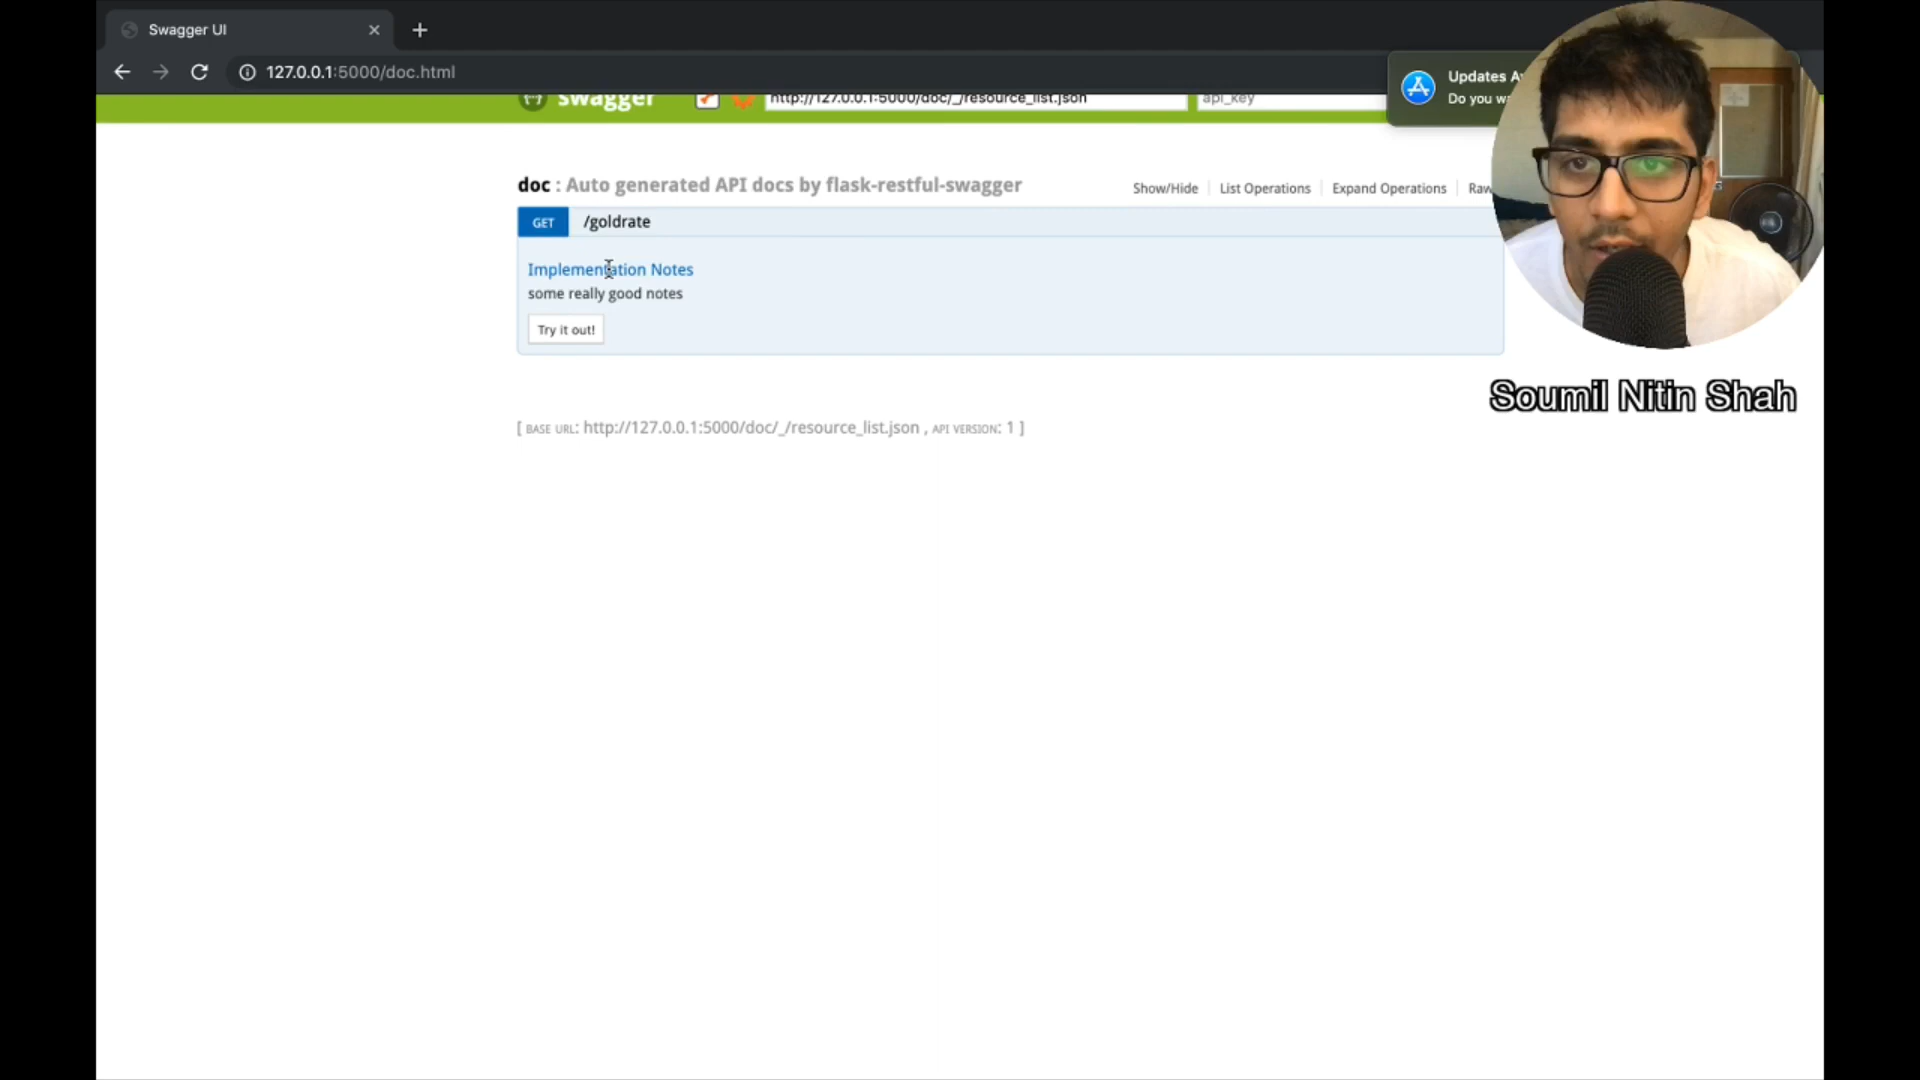 Swagger UI
127.0.0.1:5000/doc.html
Updates
Do you
swagger
http://127.0.0.1:5000/doc/_/resource_list.json
api_key
doc : Auto generated API docs by flask-restful-swagger
Show/Hide
List Operations
Expand Operations
Raw
GET /goldrate
Implementation Notes
some really good notes
Try it out!
Soumil Nitin Shah
[ BASE URL: http://127.0.0.1:5000/doc/_/resource_list.json , API VERSION: 1 ]